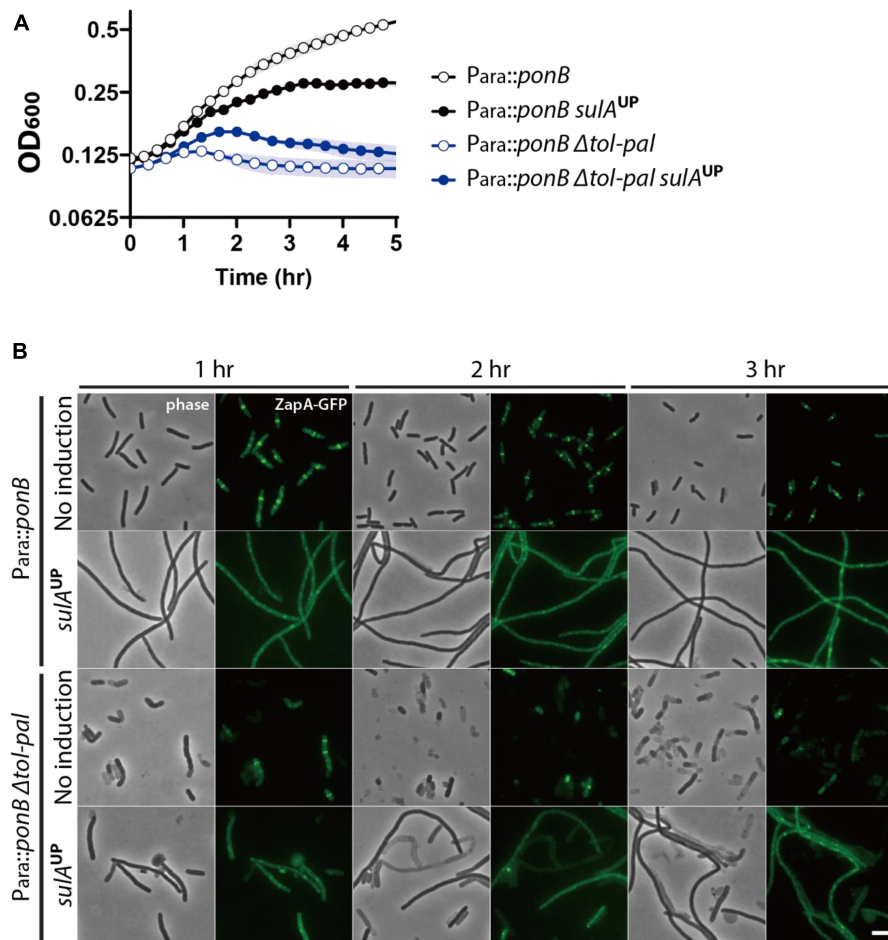 A
OD600
0.5
0.25
0.125
0.0625
0 1 2 3 4 5
Time (hr)
Para::ponB
Para::ponB sulAUP
Para::ponB Δtol-pal
Para::ponB Δtol-pal sulAUP
B
1 hr 2 hr 3 hr
phase ZapA-GFP
Para::ponB
No induction
sulAUP
Para::ponB Δtol-pal
No induction
sulAUP